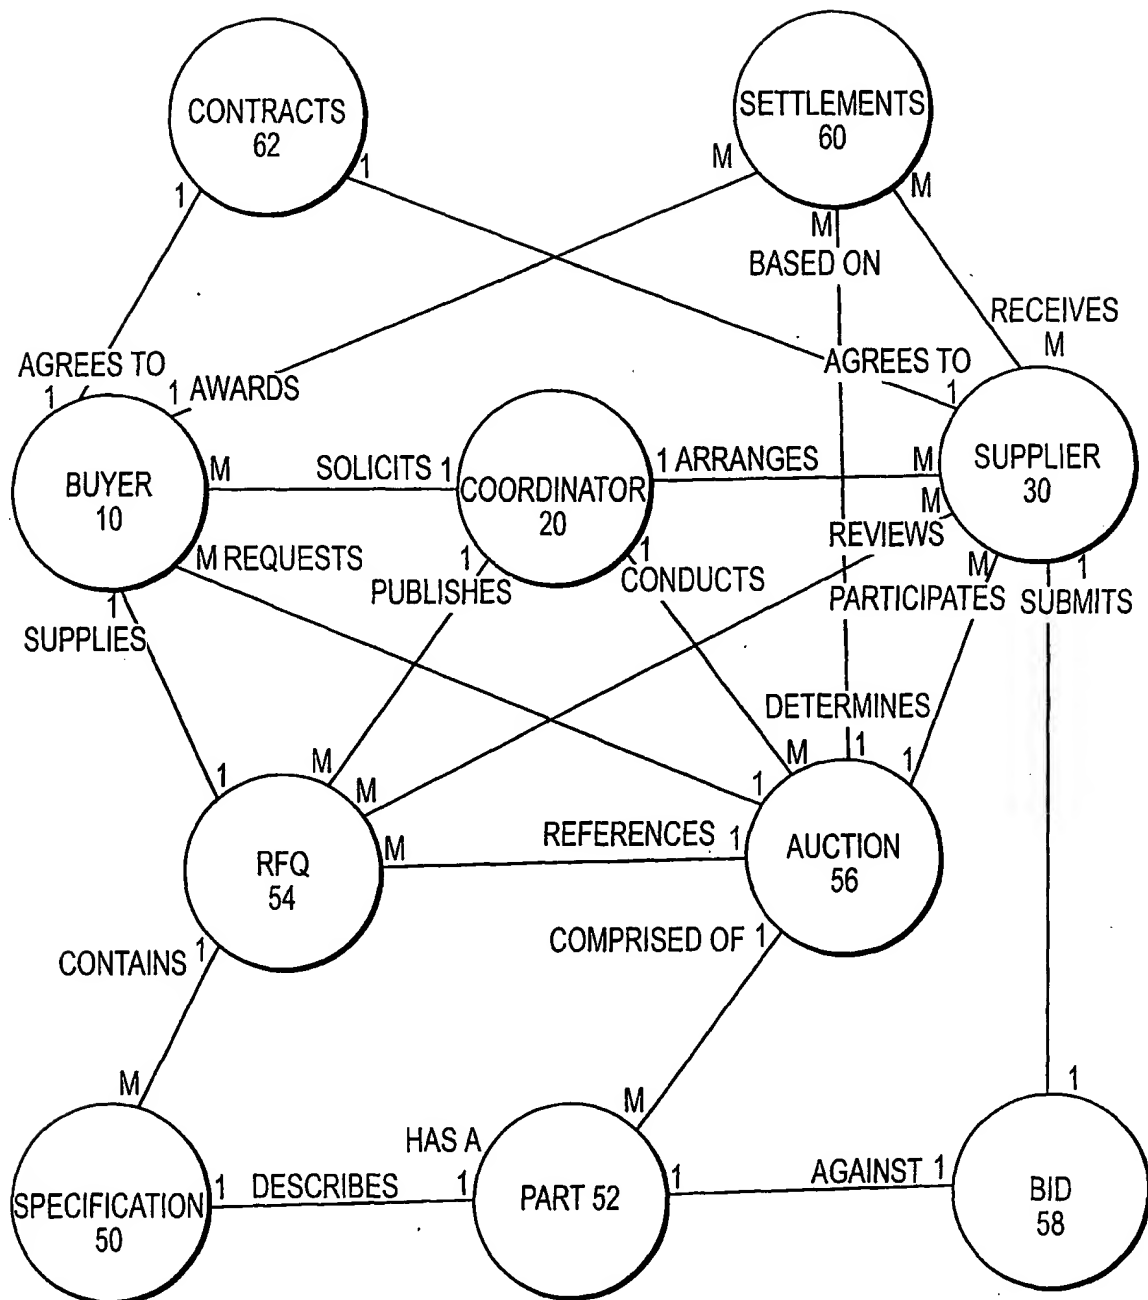 CONTRACTS
62
SETTLEMENTS
60
1
1
M
M
M
BASED ON
RECEIVES
M
AGREES TO
1
1 AWARDS
AGREES TO
1
BUYER
10
M
SOLICITS 1
COORDINATOR
20
1 ARRANGES
M
SUPPLIER
30
M
REVIEWS
M REQUESTS
1
PUBLISHES
1
CONDUCTS
M
PARTICIPATES
1
SUBMITS
1
SUPPLIES
DETERMINES
1
M
M
M
1
1
1
RFQ
54
M
REFERENCES 1
AUCTION
56
CONTAINS 1
COMPRISED OF 1
M
M
1
SPECIFICATION
50
1 DESCRIBES
HAS A
1
PART 52
1
AGAINST 1
BID
58